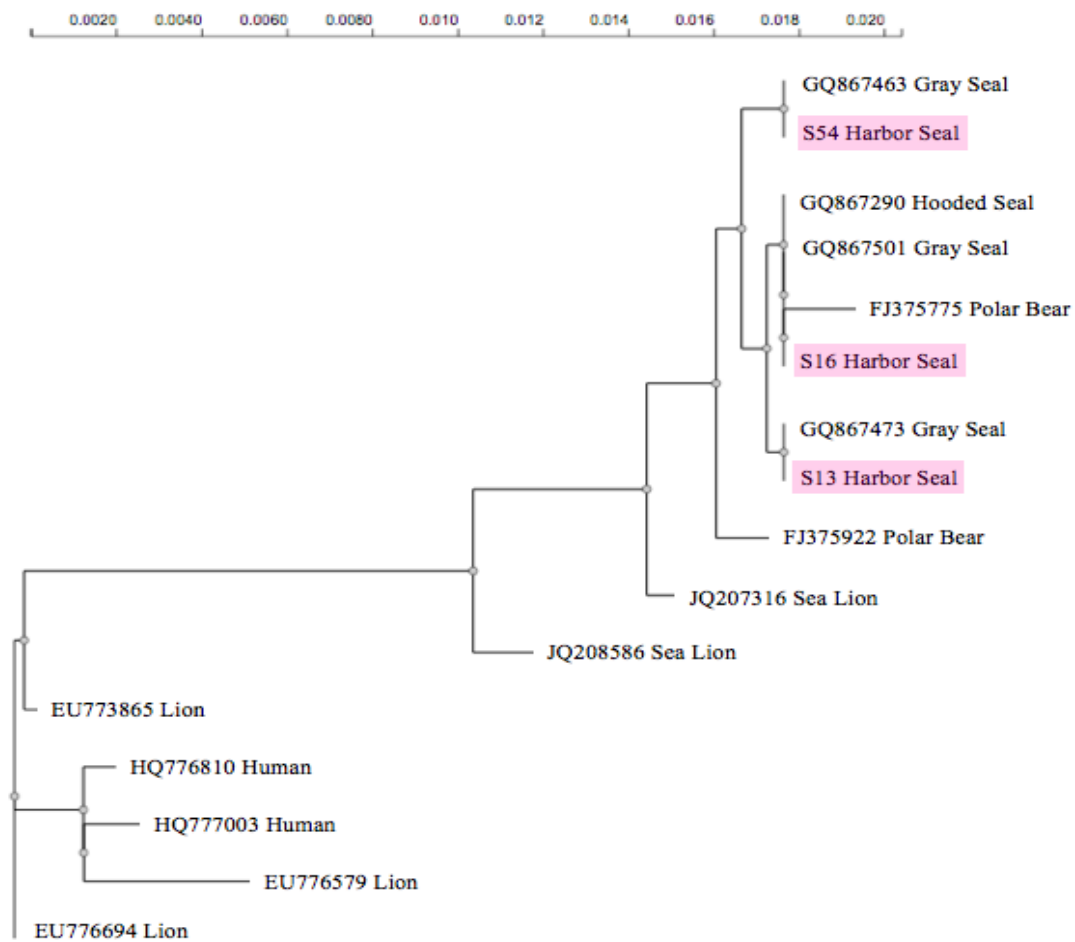 0.0020 0.0040 0.0060 0.0080 0.010 0.012 0.014 0.016 0.018 0.020
GQ867463 Gray Seal
S54 Harbor Seal
GQ867290 Hooded Seal
GQ867501 Gray Seal
FJ375775 Polar Bear
S16 Harbor Seal
GQ867473 Gray Seal
S13 Harbor Seal
FJ375922 Polar Bear
JQ207316 Sea Lion
JQ208586 Sea Lion
EU773865 Lion
HQ776810 Human
HQ777003 Human
EU776579 Lion
EU776694 Lion